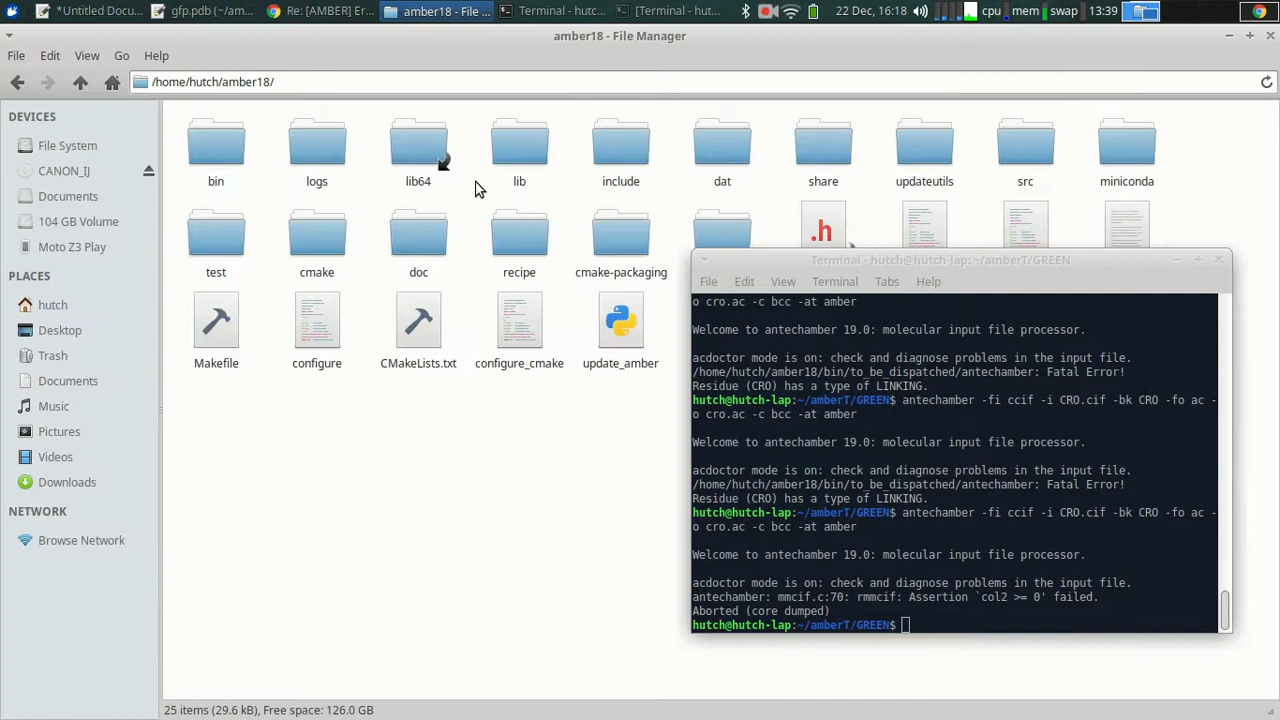 *Untitled Docu...
gfp.pdb (~/am...
Re: [AMBER] Er...
amber18 - File ...
Terminal - hutc...
[Terminal - hut...
22 Dec, 16:18
cpu
mem
swap
13:39
amber18 - File Manager
File Edit View Go Help
/home/hutch/amber18/
DEVICES
File System
CANON_IJ
Documents
104 GB Volume
Moto Z3 Play
PLACES
hutch
Desktop
Trash
Documents
Music
Pictures
Videos
Downloads
NETWORK
Browse Network
bin logs lib64 lib include dat share updateutils src miniconda
.h
test cmake doc recipe cmake-packaging
Makefile configure CMakeLists.txt configure_cmake update_amber
Terminal - hutch@hutch-lap: ~/amberT/GREEN
File Edit View Terminal Tabs Help
o cro.ac -c bcc -at amber
Welcome to antechamber 19.0: molecular input file processor.
acdoctor mode is on: check and diagnose problems in the input file.
/home/hutch/amber18/bin/to_be_dispatched/antechamber: Fatal Error!
Residue (CRO) has a type of LINKING.
hutch@hutch-lap:~/amberT/GREEN$ antechamber -fi ccif -i CRO.cif -bk CRO -fo ac -
o cro.ac -c bcc -at amber
Welcome to antechamber 19.0: molecular input file processor.
acdoctor mode is on: check and diagnose problems in the input file.
/home/hutch/amber18/bin/to_be_dispatched/antechamber: Fatal Error!
Residue (CRO) has a type of LINKING.
hutch@hutch-lap:~/amberT/GREEN$ antechamber -fi ccif -i CRO.cif -bk CRO -fo ac -
o cro.ac -c bcc -at amber
Welcome to antechamber 19.0: molecular input file processor.
acdoctor mode is on: check and diagnose problems in the input file.
antechamber: mmcif.c:70: rmmcif: Assertion `col2 >= 0' failed.
Aborted (core dumped)
hutch@hutch-lap:~/amberT/GREEN$
25 items (29.6 kB), Free space: 126.0 GB